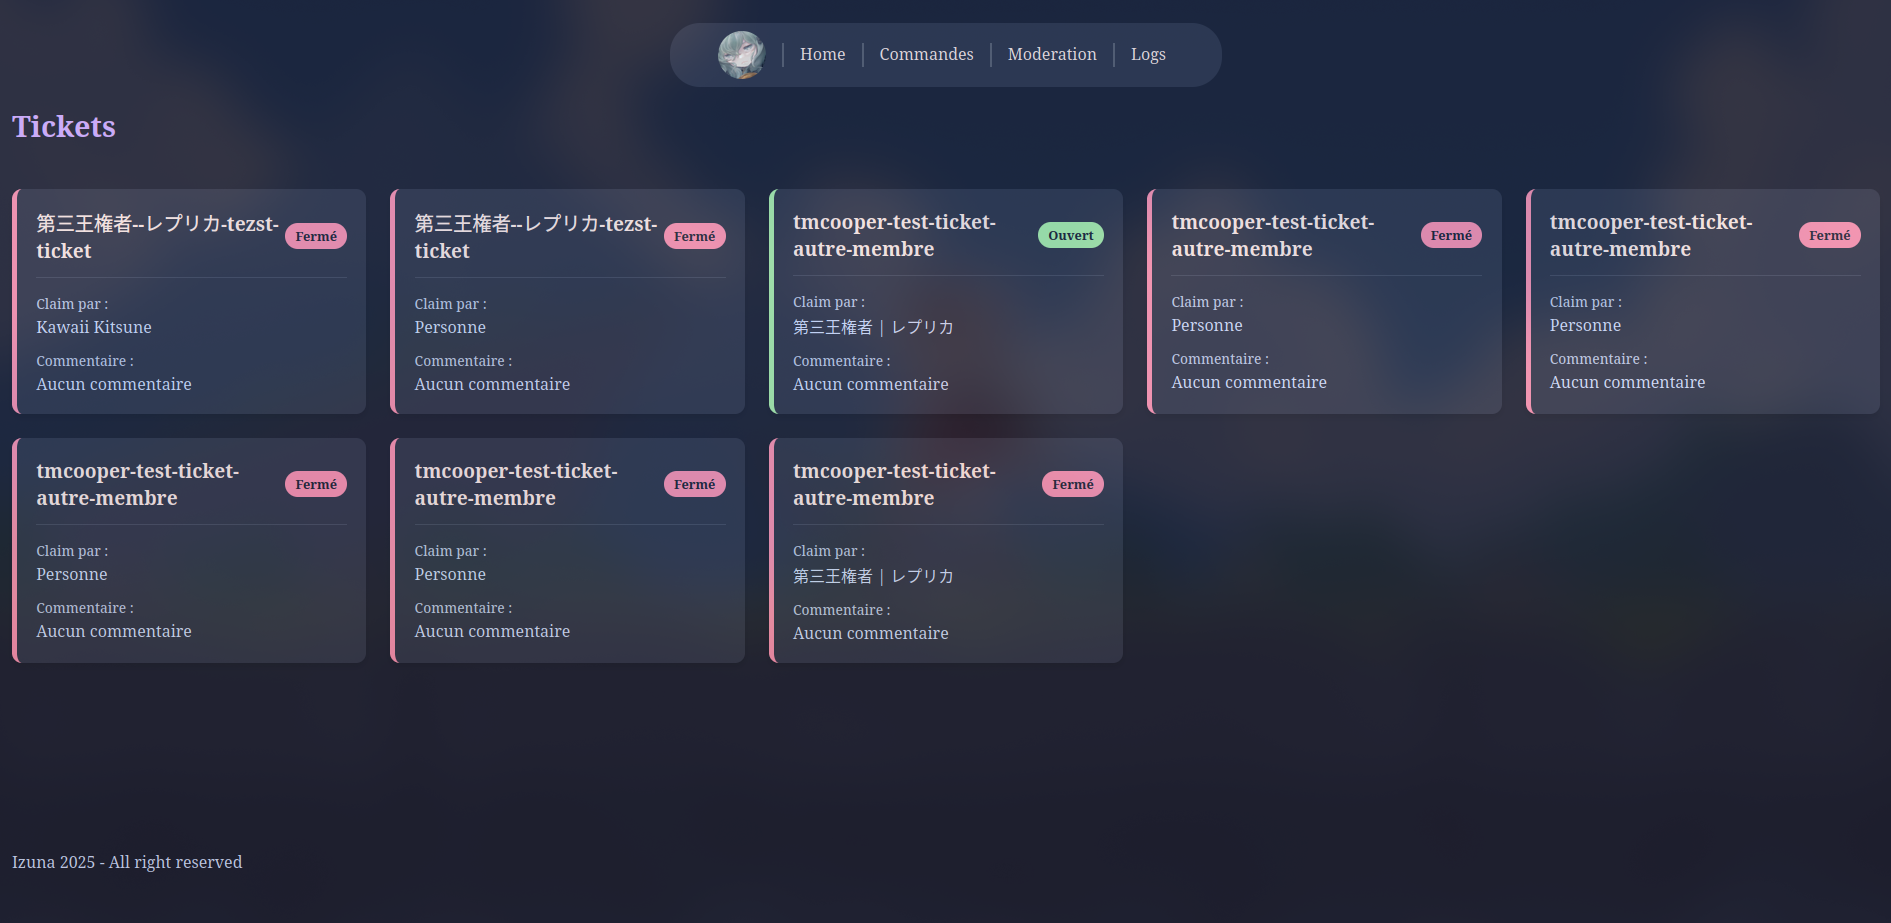 Home
Commandes
Moderation
Logs
Tickets
第三王権者--レプリカ-tezst-
ticket
Fermé
Claim par :
Kawaii Kitsune
Commentaire :
Aucun commentaire
第三王権者--レプリカ-tezst-
ticket
Fermé
Claim par :
Personne
Commentaire :
Aucun commentaire
tmcooper-test-ticket-
autre-membre
Ouvert
Claim par :
第三王権者 | レプリカ
Commentaire :
Aucun commentaire
tmcooper-test-ticket-
autre-membre
Fermé
Claim par :
Personne
Commentaire :
Aucun commentaire
tmcooper-test-ticket-
autre-membre
Fermé
Claim par :
Personne
Commentaire :
Aucun commentaire
tmcooper-test-ticket-
autre-membre
Fermé
Claim par :
Personne
Commentaire :
Aucun commentaire
tmcooper-test-ticket-
autre-membre
Fermé
Claim par :
Personne
Commentaire :
Aucun commentaire
tmcooper-test-ticket-
autre-membre
Fermé
Claim par :
第三王権者 | レプリカ
Commentaire :
Aucun commentaire
Izuna 2025 - All right reserved